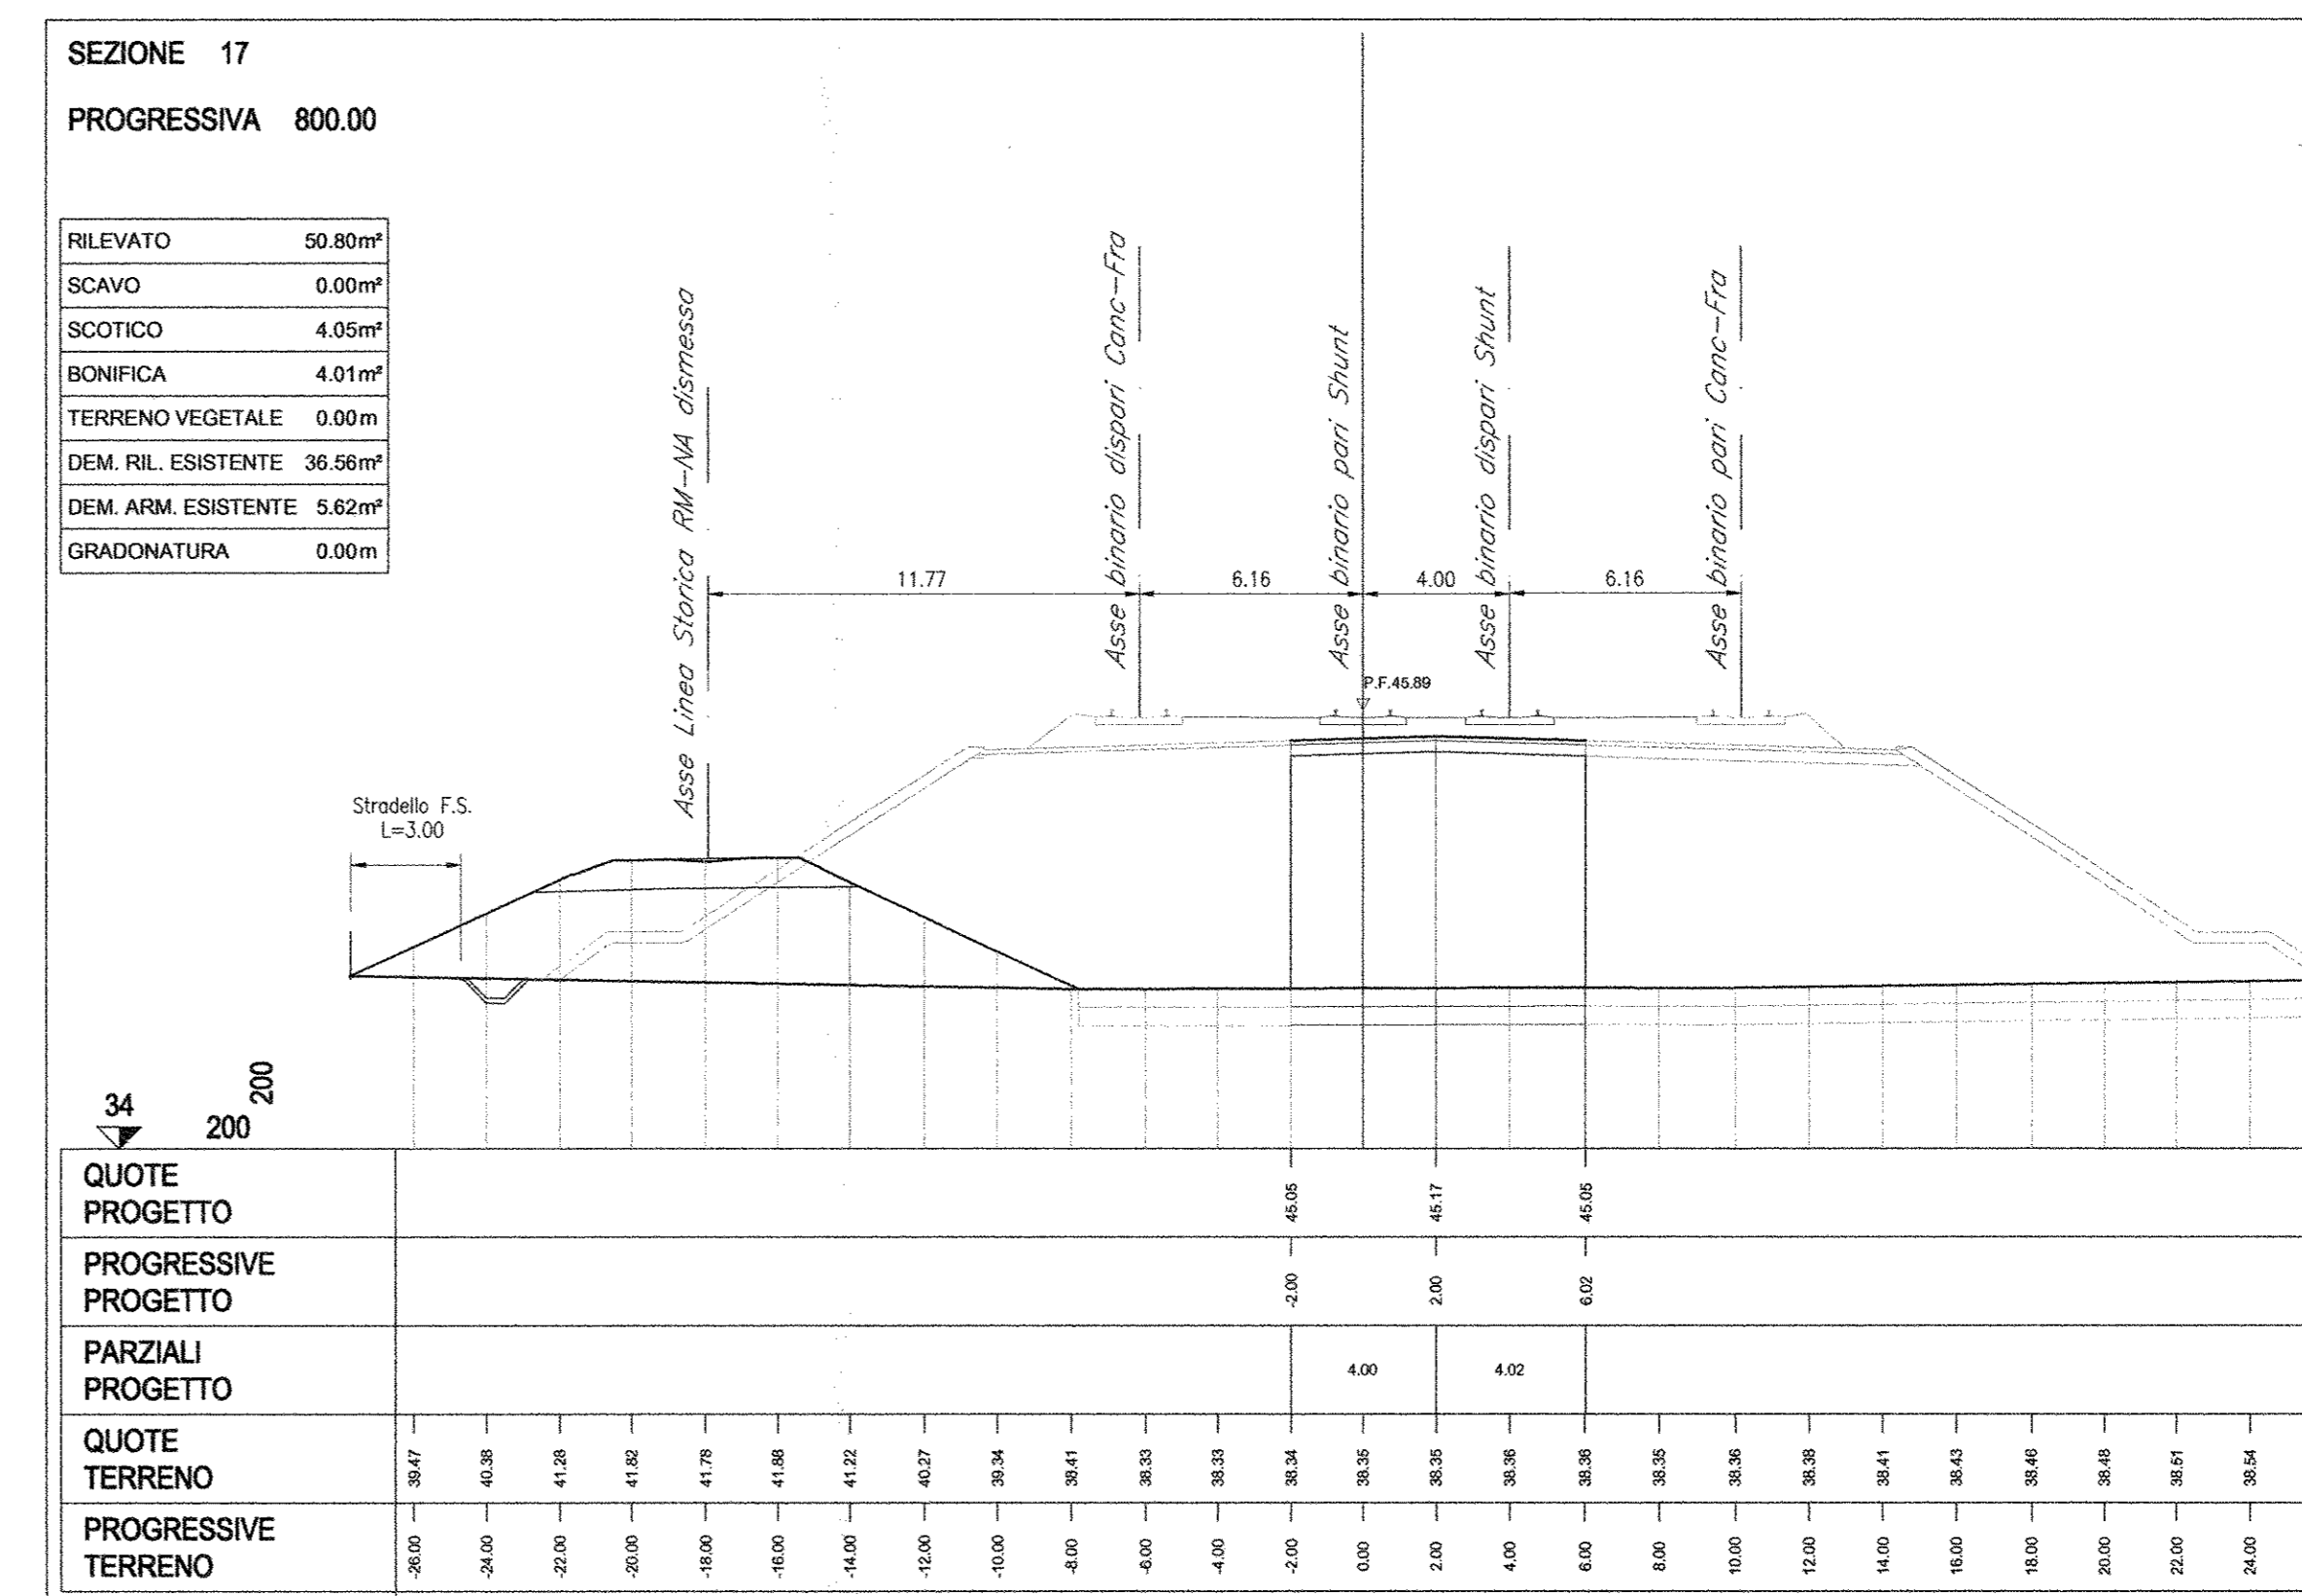 SEZIONE 17
PROGRESSIVA 800.00
RILEVATO 50.80m²
SCAVO 0.00m²
SCOTICO 4.05m²
BONIFICA 4.01m²
TERRENO VEGETALE 0.00m
DEM. RIL. ESISTENTE 36.56m²
DEM. ARM. ESISTENTE 5.62m²
GRADONATURA 0.00m
Asse Linea Storica RM-NA dismessa
Asse binario dispari Canc-Fra
Asse binario pari Shunt
Asse binario dispari Shunt
Asse binario pari Canc-Fra
11.77 6.16 4.00 6.16
P.F.45.89
Stradello F.S.
L=3.00
200
34
200
QUOTE
PROGETTO
45.05 45.17 45.05
PROGRESSIVE
PROGETTO
-2.00 2.00 6.02
PARZIALI
PROGETTO
4.00 4.02
QUOTE
TERRENO
39.47 40.38 41.28 41.82 41.78 41.88 41.22 40.27 39.34 38.41 38.33 38.33 38.34 38.35 38.35 38.36 38.36 38.35 38.36 38.38 38.41 38.43 38.46 38.48 38.51 38.54
PROGRESSIVE
TERRENO
-26.00 -24.00 -22.00 -20.00 -18.00 -16.00 -14.00 -12.00 -10.00 -8.00 -6.00 -4.00 -2.00 0.00 2.00 4.00 6.00 8.00 10.00 12.00 14.00 16.00 18.00 20.00 22.00 24.00